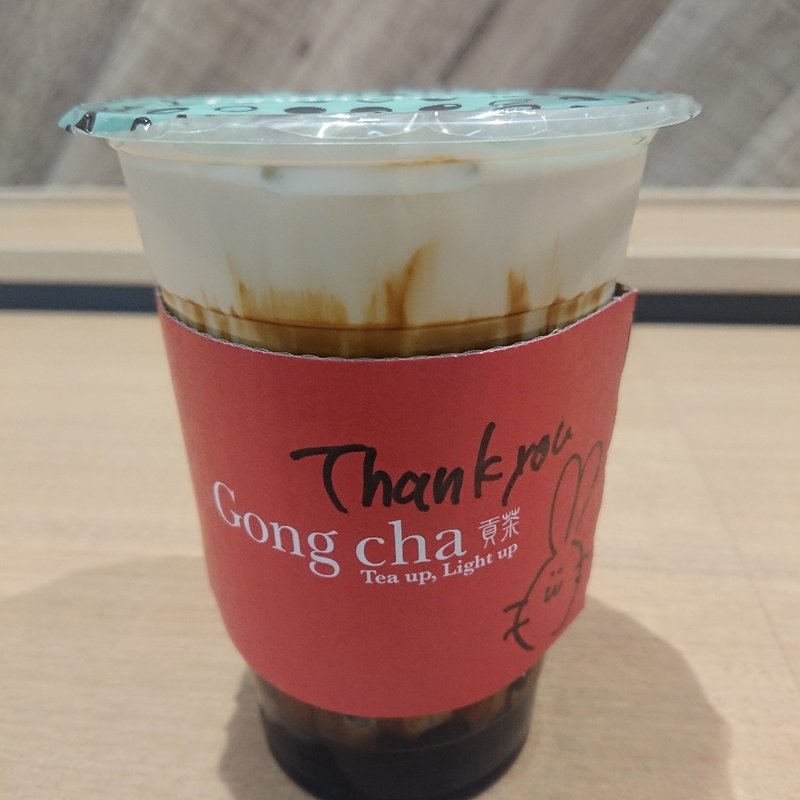 Thank you
Gong cha 貢茶
Tea up, Light up